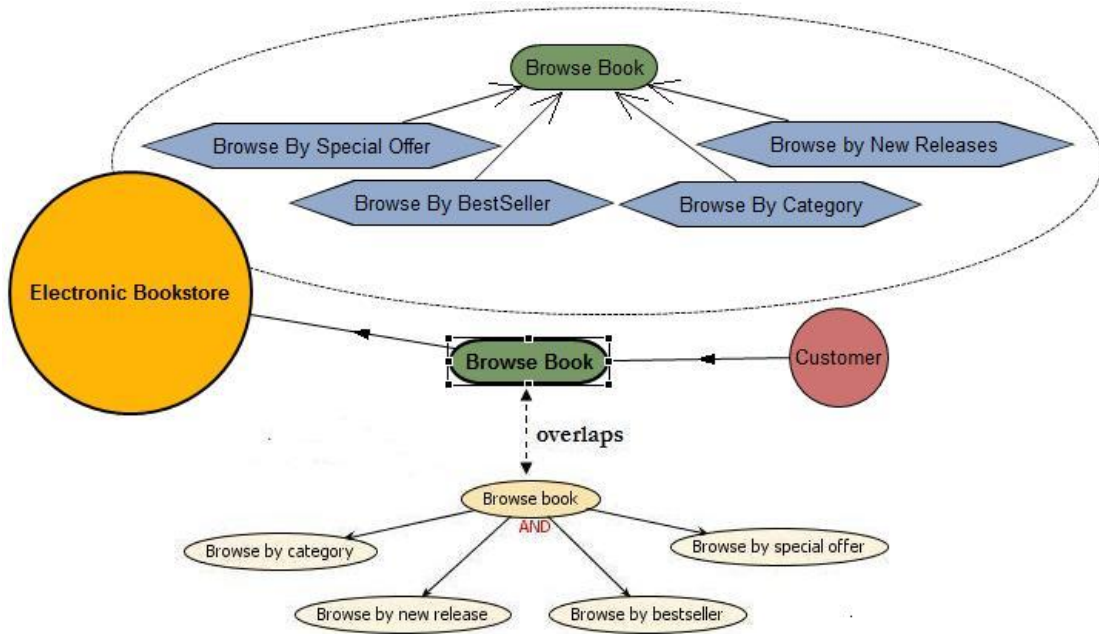 Browse Book
Browse By Special Offer
Browse by New Releases
Browse By BestSeller
Browse By Category
Electronic Bookstore
Browse Book
Customer
overlaps
Browse book
AND
Browse by category
Browse by special offer
Browse by new release
Browse by bestseller